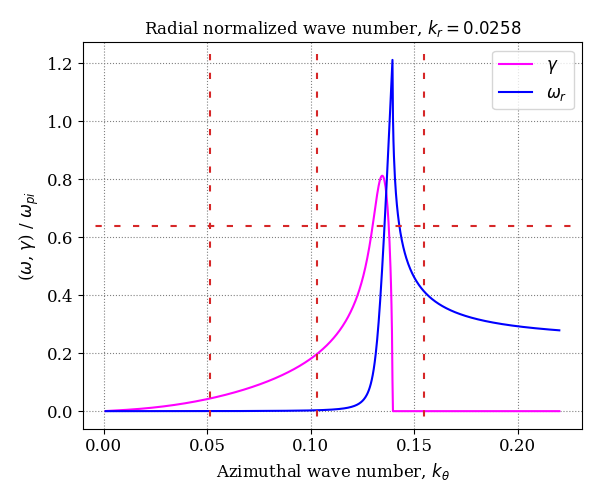 Radial normalized wave number, k_r = 0.0258
γ
ω_r
(ω, γ) / ω_pi
1.2
1.0
0.8
0.6
0.4
0.2
0.0
0.00 0.05 0.10 0.15 0.20
Azimuthal wave number, k_θ